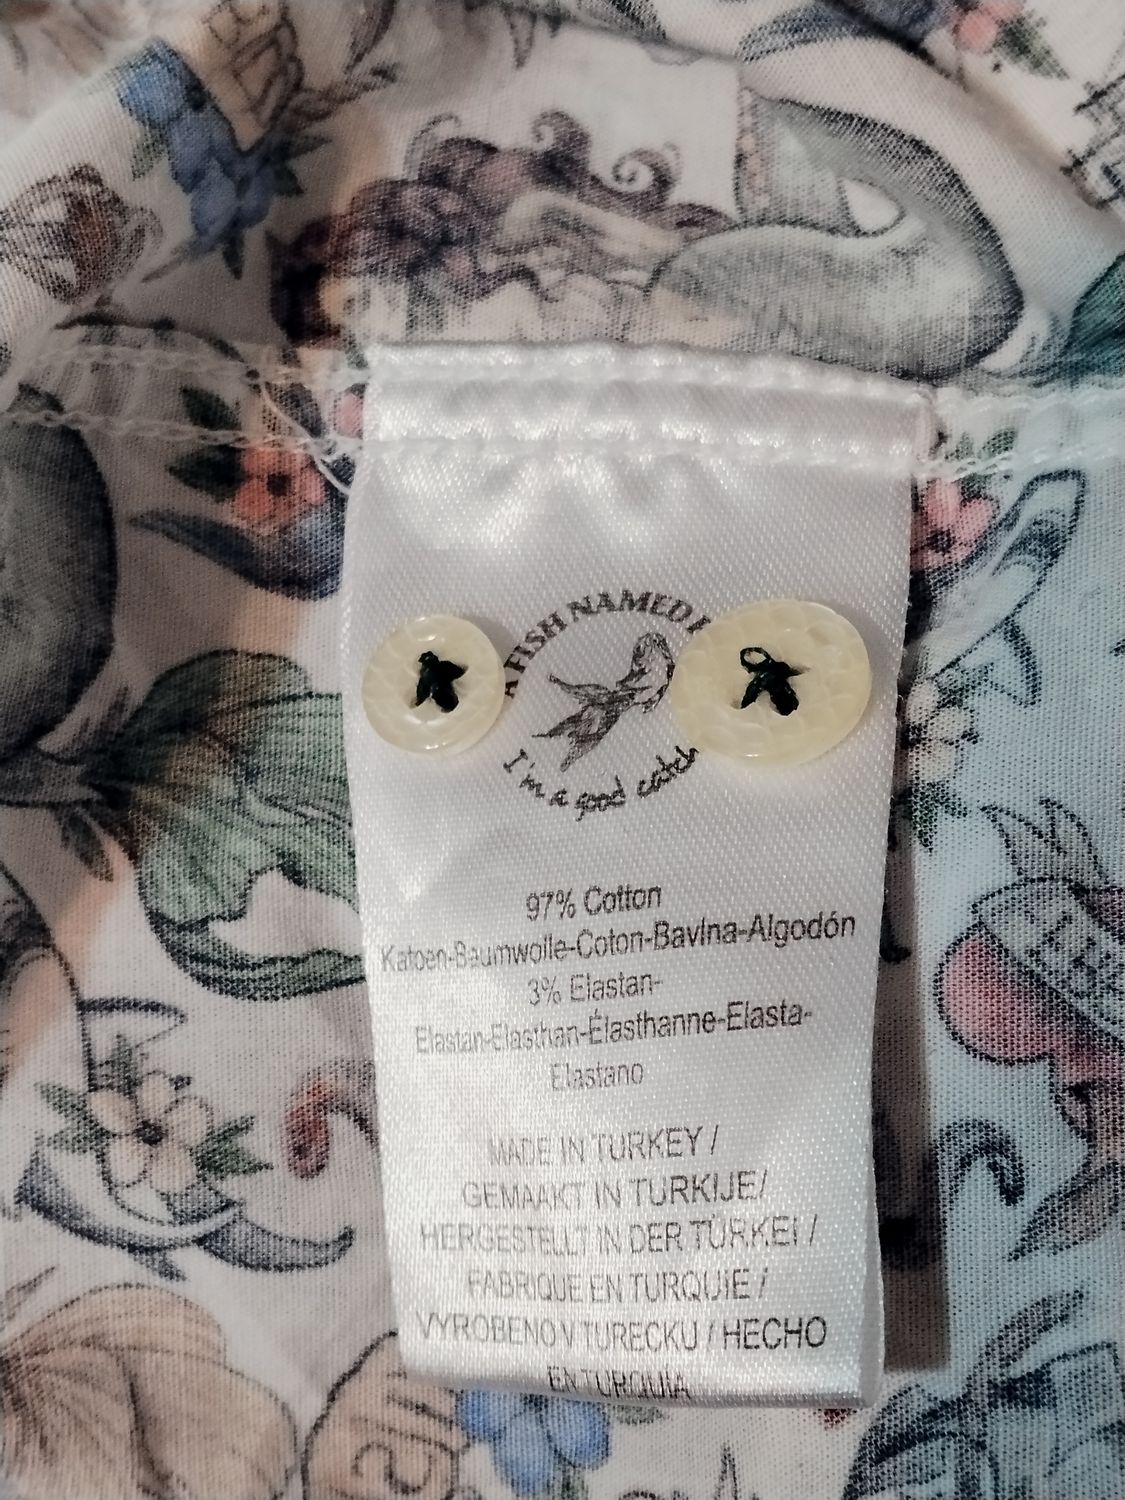 A FISH NAMED
I'm a good catch
97% Cotton
Katoen-Baumwolle-Coton-Bavlna-Algodón
3% Elastan-
Elastan-Elasthan-Élasthanne-Elasta-
Elastano
MADE IN TURKEY /
GEMAAKT IN TURKIJE/
HERGESTELLT IN DER TÜRKEI /
FABRIQUE EN TURQUIE /
VYROBENO V TURECKU / HECHO
EN TURQUÍA